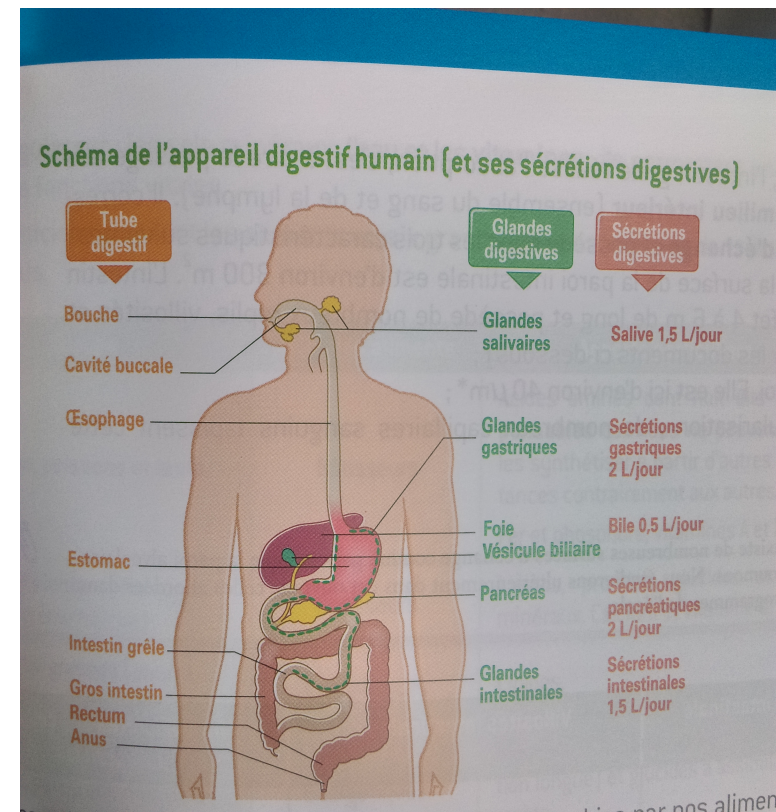 Schéma de l'appareil digestif humain (et ses sécrétions digestives)
Tube
digestif
Bouche
Cavité buccale
Œsophage
Estomac
Intestin grêle
Gros intestin
Rectum
Anus
Glandes
digestives
Glandes
salivaires
Glandes
gastriques
Foie
Vésicule biliaire
Pancréas
Glandes
intestinales
Sécrétions
digestives
Salive 1,5 L/jour
Sécrétions
gastriques
2 L/jour
Bile 0,5 L/jour
Sécrétions
pancréatiques
2 L/jour
Sécrétions
intestinales
1,5 L/jour
par nos alimen